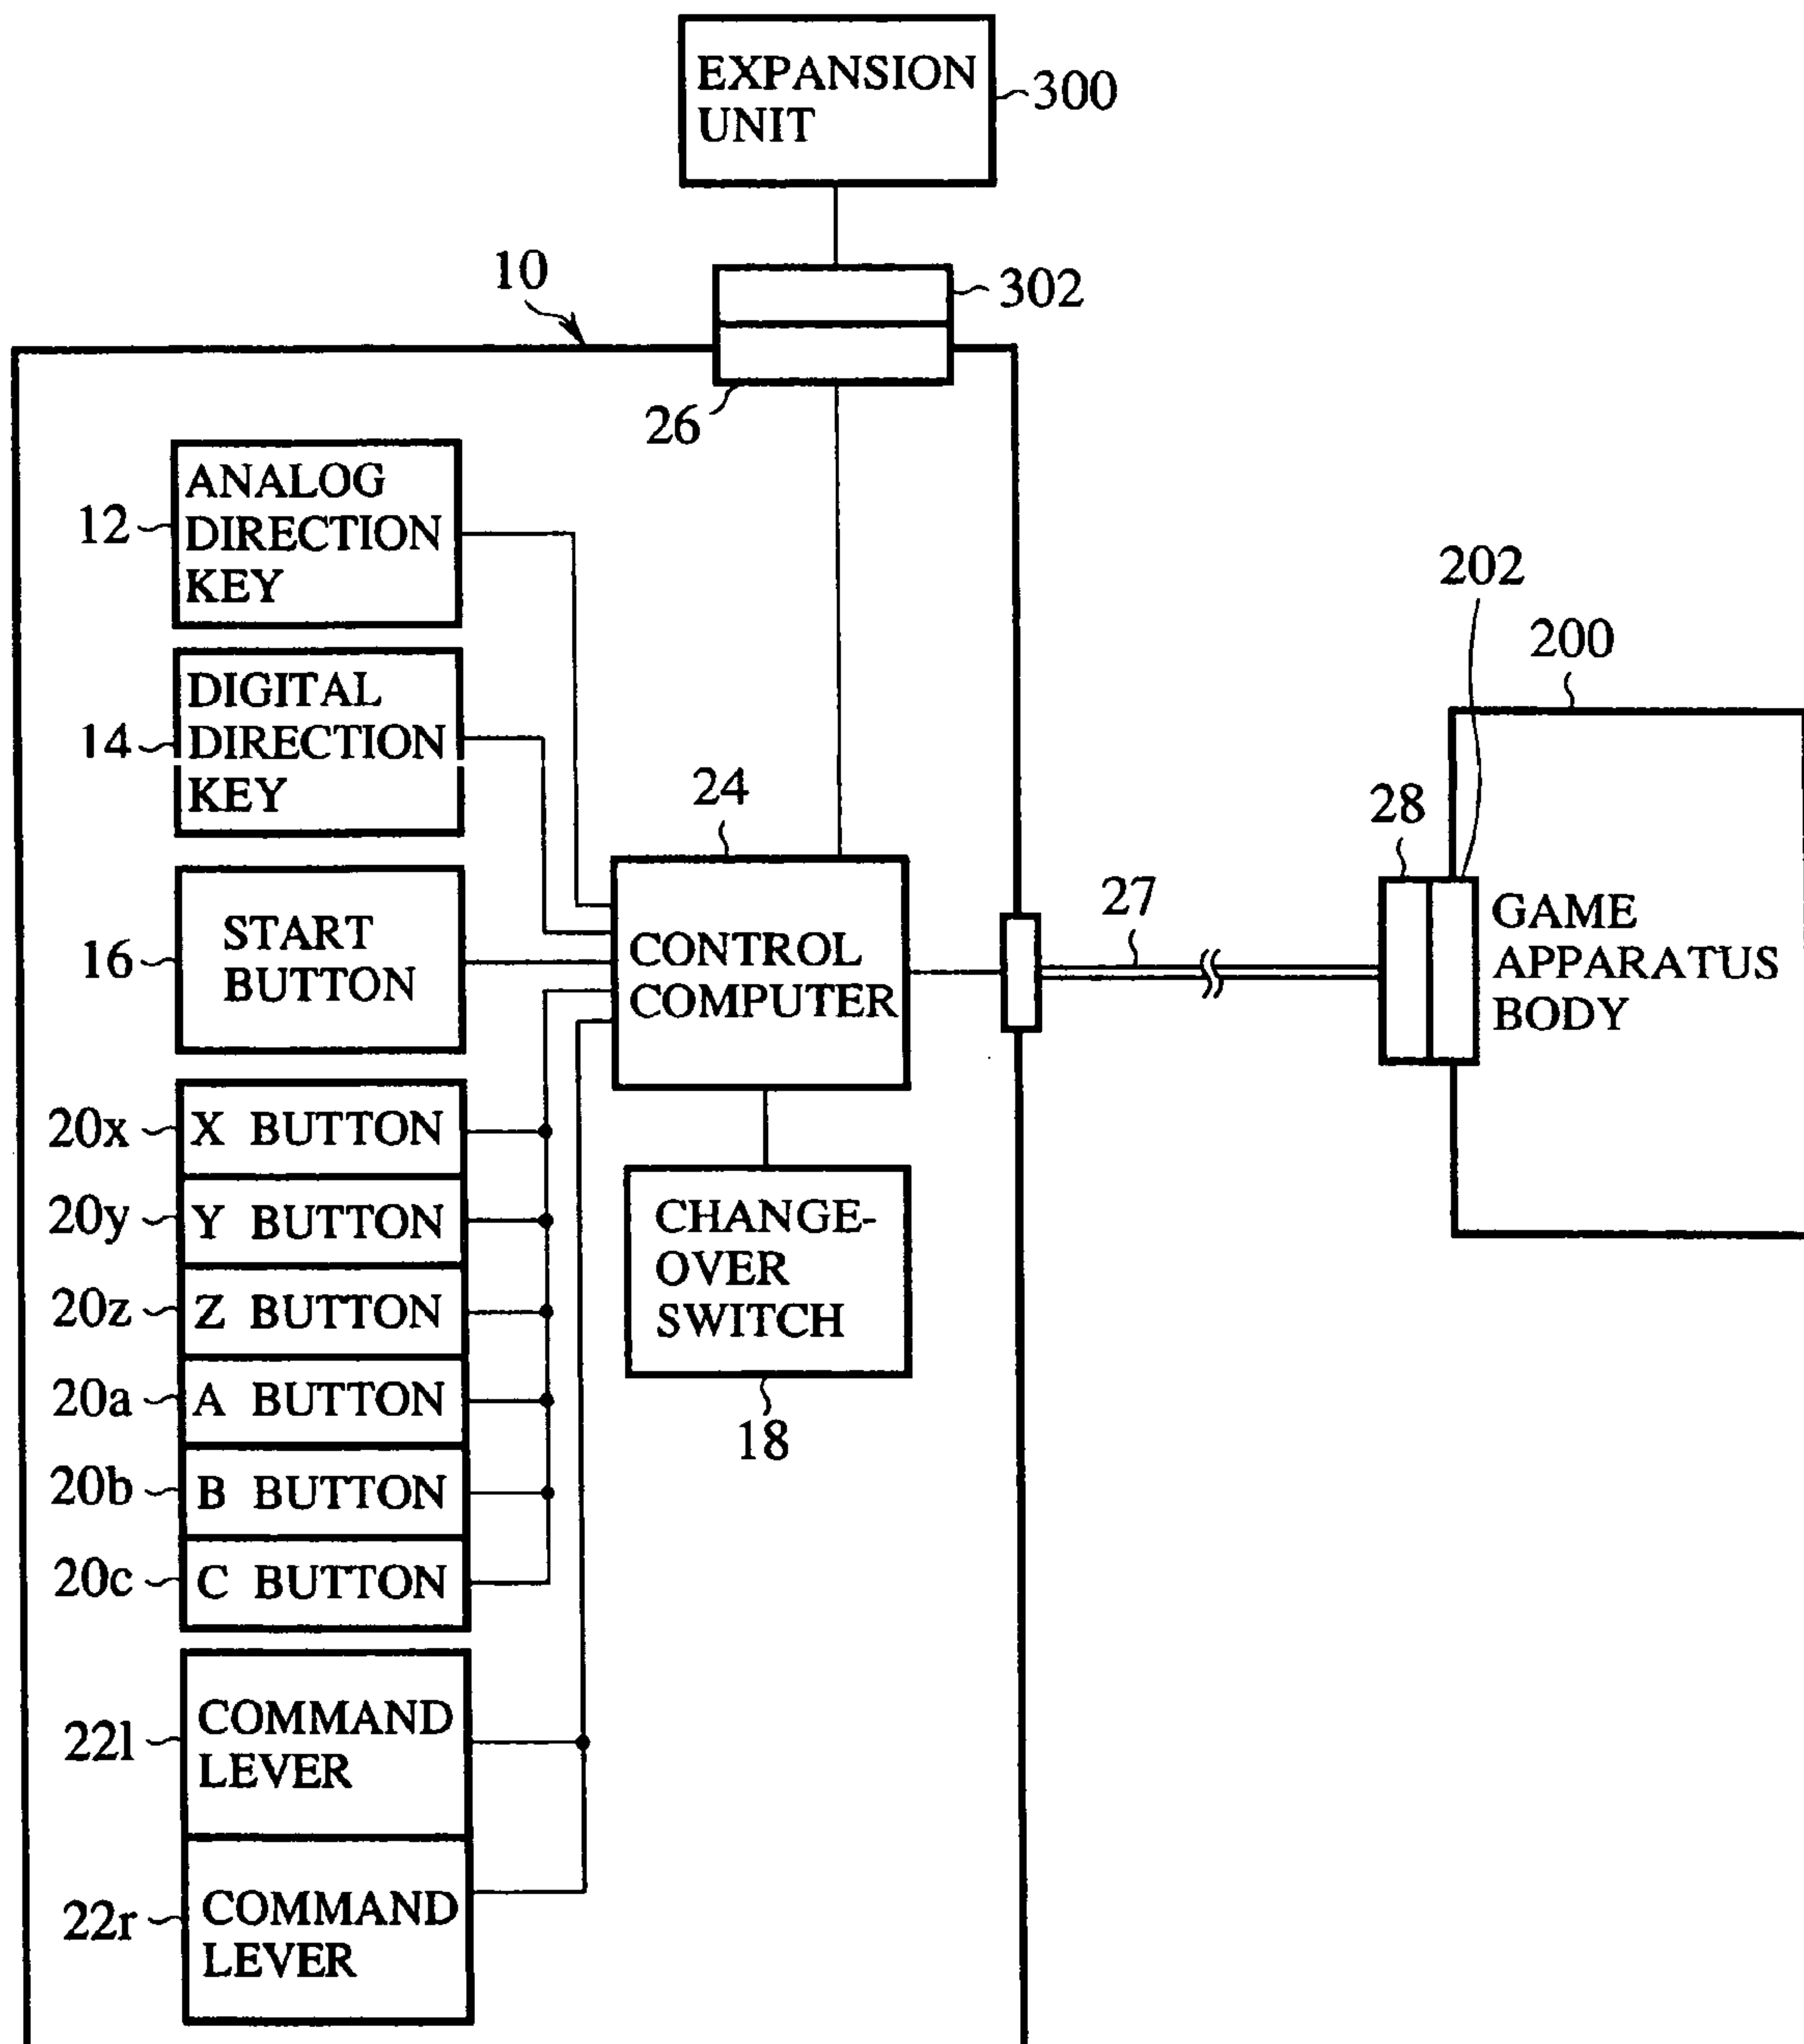 EXPANSION
UNIT
300
10
302
26
ANALOG
DIRECTION
KEY
12
DIGITAL
DIRECTION
KEY
14
START
BUTTON
16
24
CONTROL
COMPUTER
27
28
202
200
GAME
APPARATUS
BODY
20x X BUTTON
20y Y BUTTON
20z Z BUTTON
20a A BUTTON
20b B BUTTON
20c C BUTTON
CHANGE-
OVER
SWITCH
18
22l
COMMAND
LEVER
22r
COMMAND
LEVER